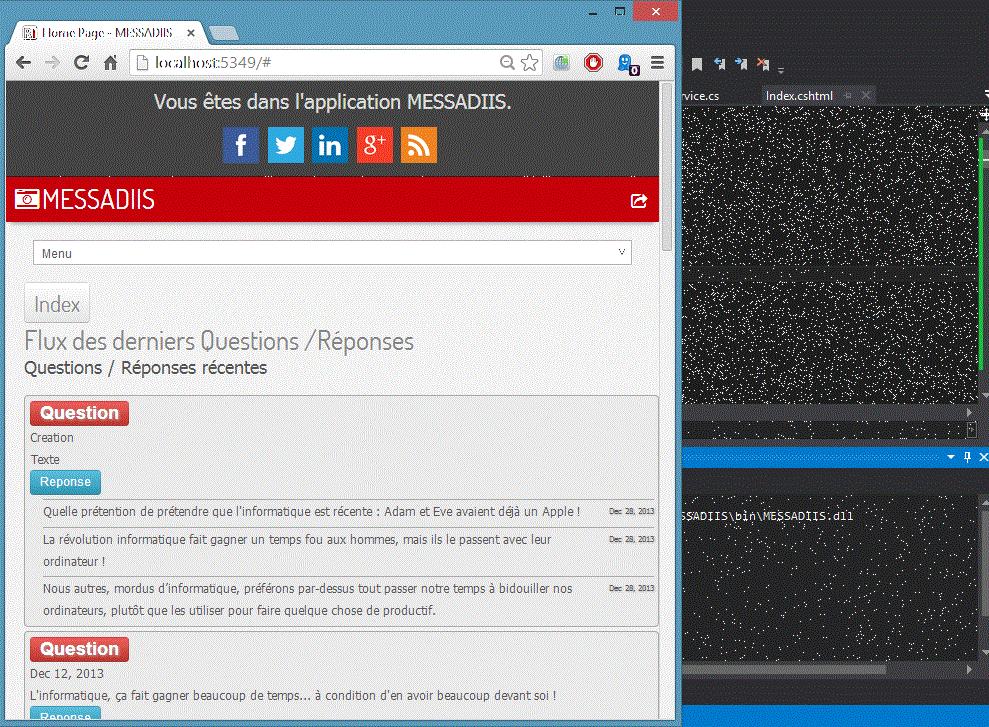 Home Page - MESSADIIS
localhost:5349/#
0
Vous êtes dans l'application MESSADIIS.
MESSADIIS
Menu
Index
Flux des derniers Questions /Réponses
Questions / Réponses récentes
Question
Creation
Texte
Reponse
Quelle prétention de prétendre que l'informatique est récente : Adam et Eve avaient déjà un Apple ! Dec 28, 2013
La révolution informatique fait gagner un temps fou aux hommes, mais ils le passent avec leur Dec 28, 2013
ordinateur !
Nous autres, mordus d'informatique, préférons par-dessus tout passer notre temps à bidouiller nos Dec 28, 2013
ordinateurs, plutôt que les utiliser pour faire quelque chose de productif.
Question
Dec 12, 2013
L'informatique, ça fait gagner beaucoup de temps... à condition d'en avoir beaucoup devant soi !
Reponse
rvice.cs Index.cshtml
SSADIIS\bin\MESSADIIS.dll